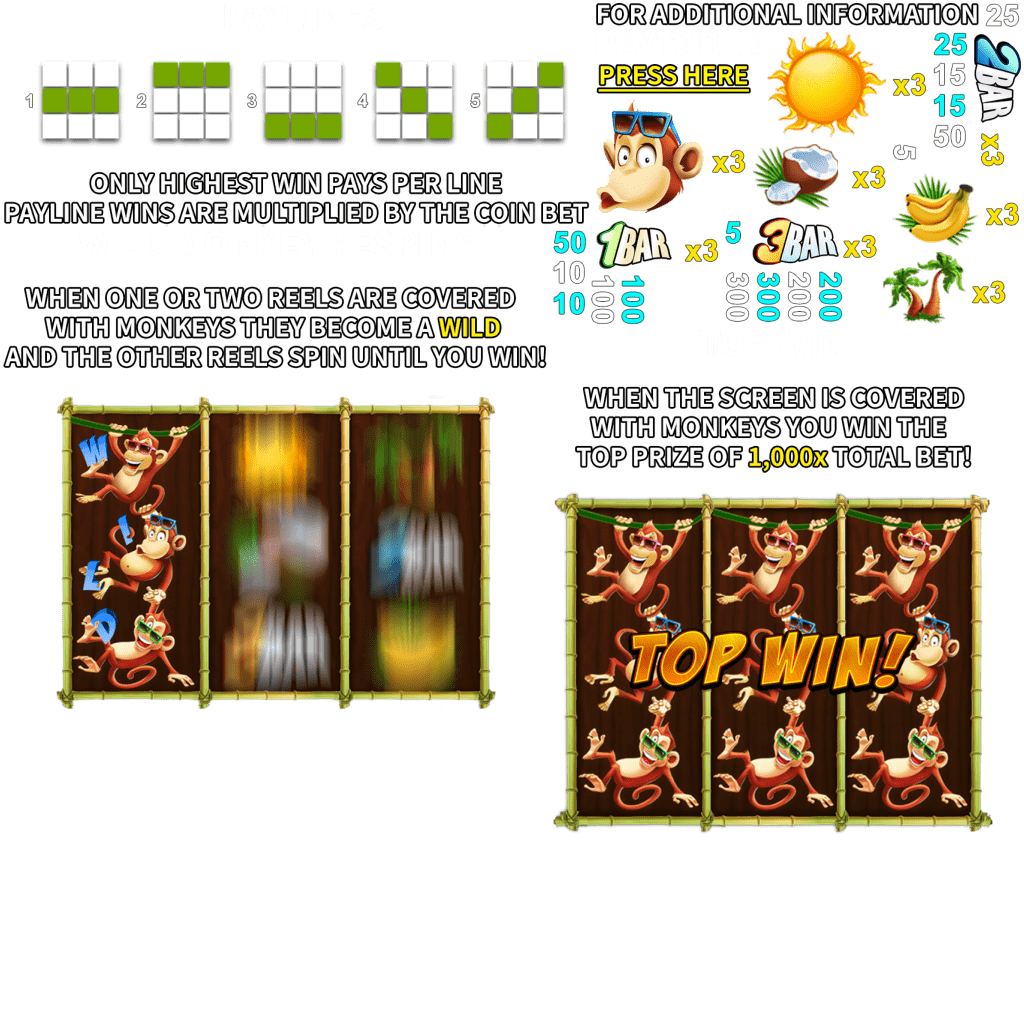 FOR ADDITIONAL INFORMATION 25
PRESS HERE
x3
25
15
15
50
2BAR
x3
5
1
2
3
4
5
x3
x3
x3
ONLY HIGHEST WIN PAYS PER LINE
PAYLINE WINS ARE MULTIPLIED BY THE COIN BET
50
10
10
1BAR
x3
100
100
5
3BAR
x3
300
300
200
200
x3
WHEN ONE OR TWO REELS ARE COVERED
WITH MONKEYS THEY BECOME A WILD
AND THE OTHER REELS SPIN UNTIL YOU WIN!
WHEN THE SCREEN IS COVERED
WITH MONKEYS YOU WIN THE
TOP PRIZE OF 1,000x TOTAL BET!
W
I
L
D
TOP WIN!